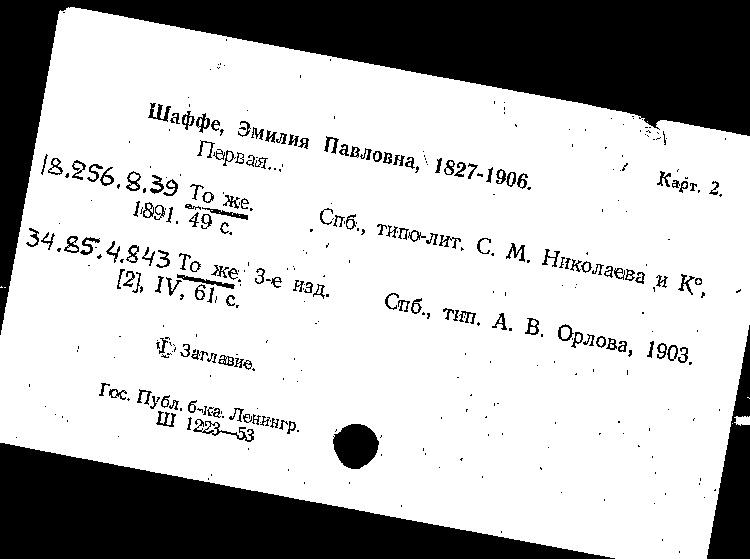 Шаффе, Эмилия Павловна, 1827-1906.
Карт. 2.
Первая...
18.256.8.39 То же. Спб., типо-лит. С. М. Николаева и К°,
1891. 49 с.
34.85.4.843 То же. 3-е изд. Спб., тип. А. В. Орлова, 1903.
[2], IV, 61 с.
Ⓘ Заглавие.
Гос. Публ. б-ка. Ленингр.
Ш 1223—53